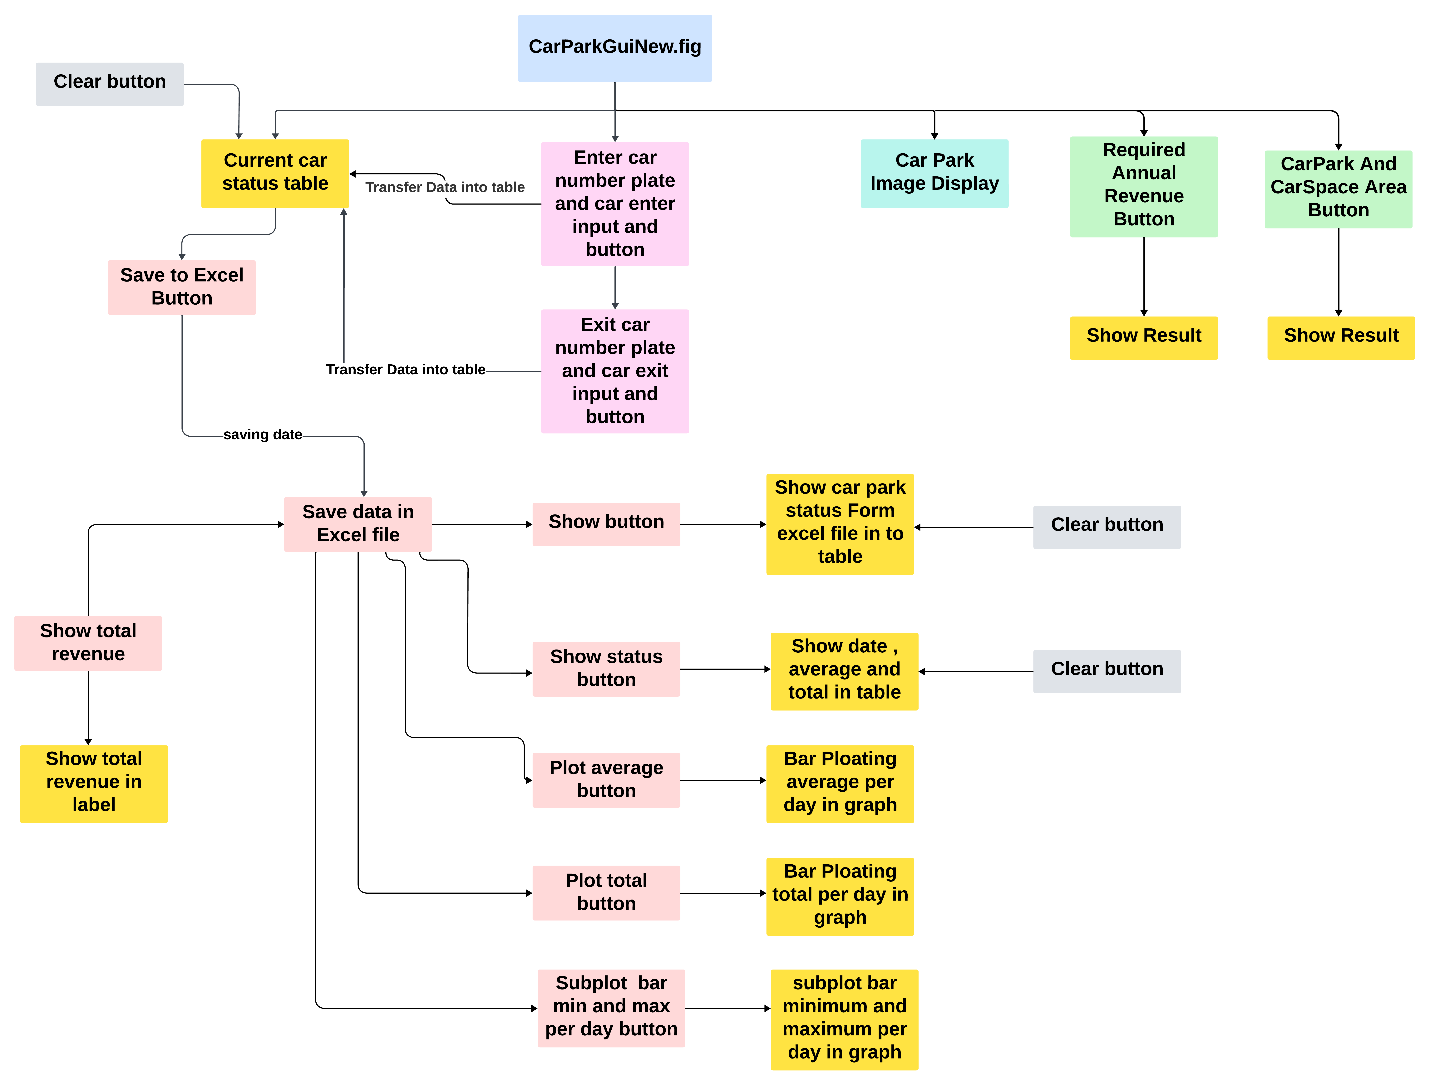 CarParkGuiNew.fig
Clear button
Current car
status table
Enter car
number plate
and car enter
input and
button
Car Park
Image Display
Required
Annual
Revenue
Button
CarPark And
CarSpace Area
Button
Transfer Data into table
Save to Excel
Button
Exit car
number plate
and car exit
input and
button
Show Result
Show Result
Transfer Data into table
saving date
Save data in
Excel file
Show button
Show car park
status Form
excel file in to
table
Clear button
Show total
revenue
Show status
button
Show date ,
average and
total in table
Clear button
Show total
revenue in
label
Plot average
button
Bar Ploating
average per
day in graph
Plot total
button
Bar Ploating
total per day in
graph
Subplot  bar
min and max
per day button
subplot bar
minimum and
maximum per
day in graph